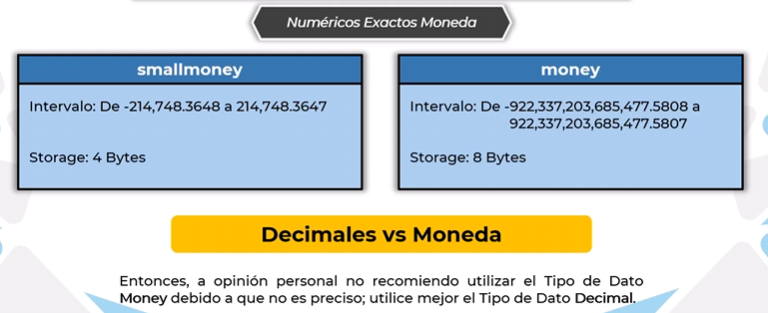 Numéricos Exactos Moneda
smallmoney
Intervalo: De -214,748.3648 a 214,748.3647
Storage: 4 Bytes
money
Intervalo: De -922,337,203,685,477.5808 a
922,337,203,685,477.5807
Storage: 8 Bytes
Decimales vs Moneda
Entonces, a opinión personal no recomiendo utilizar el Tipo de Dato
Money debido a que no es preciso; utilice mejor el Tipo de Dato Decimal.